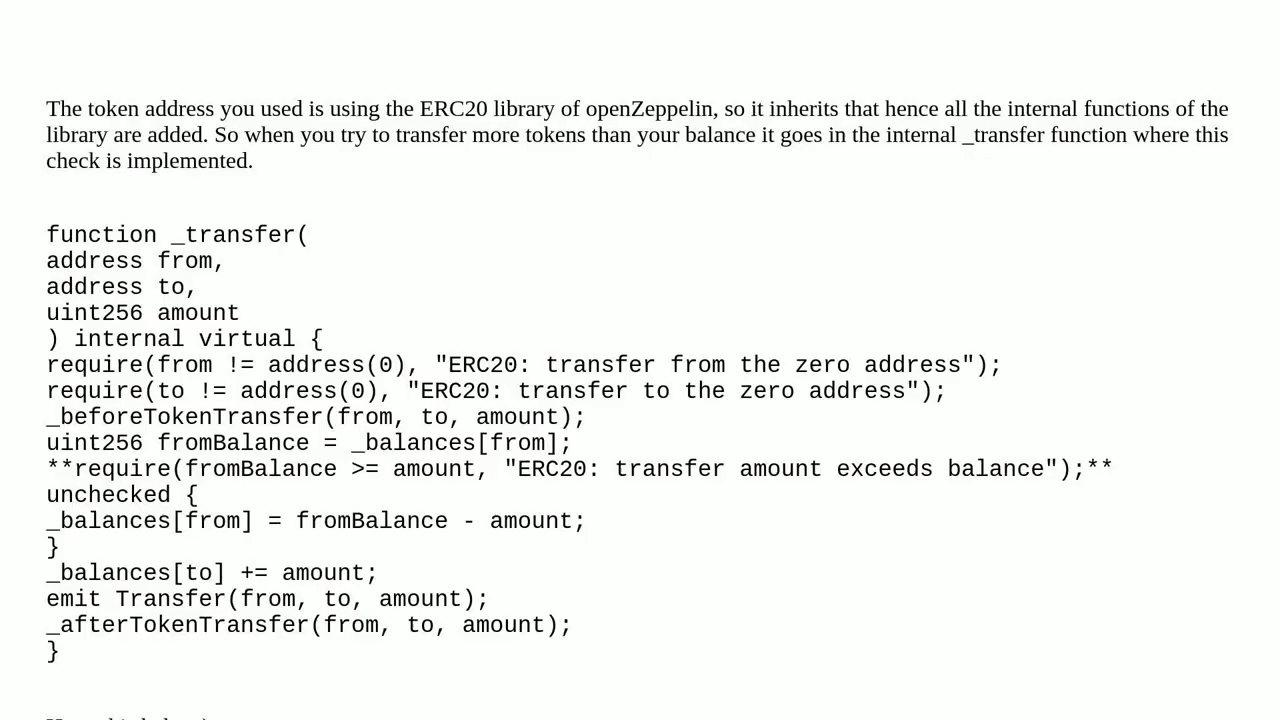 The token address you used is using the ERC20 library of openZeppelin, so it inherits that hence all the internal functions of the
library are added. So when you try to transfer more tokens than your balance it goes in the internal _transfer function where this
check is implemented.
function _transfer(
address from,
address to,
uint256 amount
) internal virtual {
require(from != address(0), "ERC20: transfer from the zero address");
require(to != address(0), "ERC20: transfer to the zero address");
_beforeTokenTransfer(from, to, amount);
uint256 fromBalance = _balances[from];
**require(fromBalance >= amount, "ERC20: transfer amount exceeds balance");**
unchecked {
_balances[from] = fromBalance - amount;
}
_balances[to] += amount;
emit Transfer(from, to, amount);
_afterTokenTransfer(from, to, amount);
}